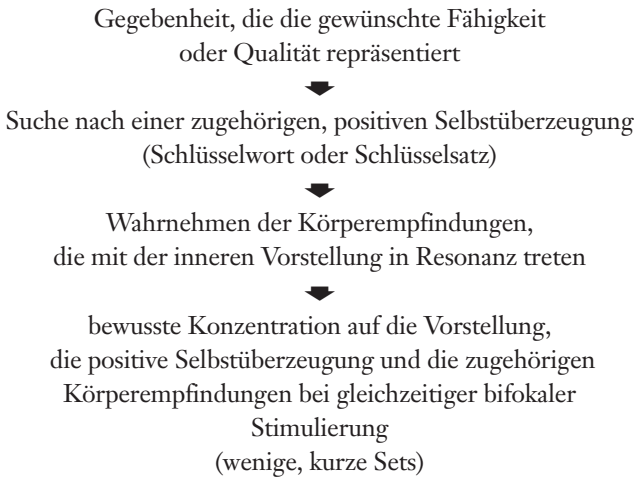 Gegebenheit, die die gewünschte Fähigkeit
oder Qualität repräsentiert
Suche nach einer zugehörigen, positiven Selbstüberzeugung
(Schlüsselwort oder Schlüsselsatz)
Wahrnehmen der Körperempfindungen,
die mit der inneren Vorstellung in Resonanz treten
bewusste Konzentration auf die Vorstellung,
die positive Selbstüberzeugung und die zugehörigen
Körperempfindungen bei gleichzeitiger bifokaler
Stimulierung
(wenige, kurze Sets)